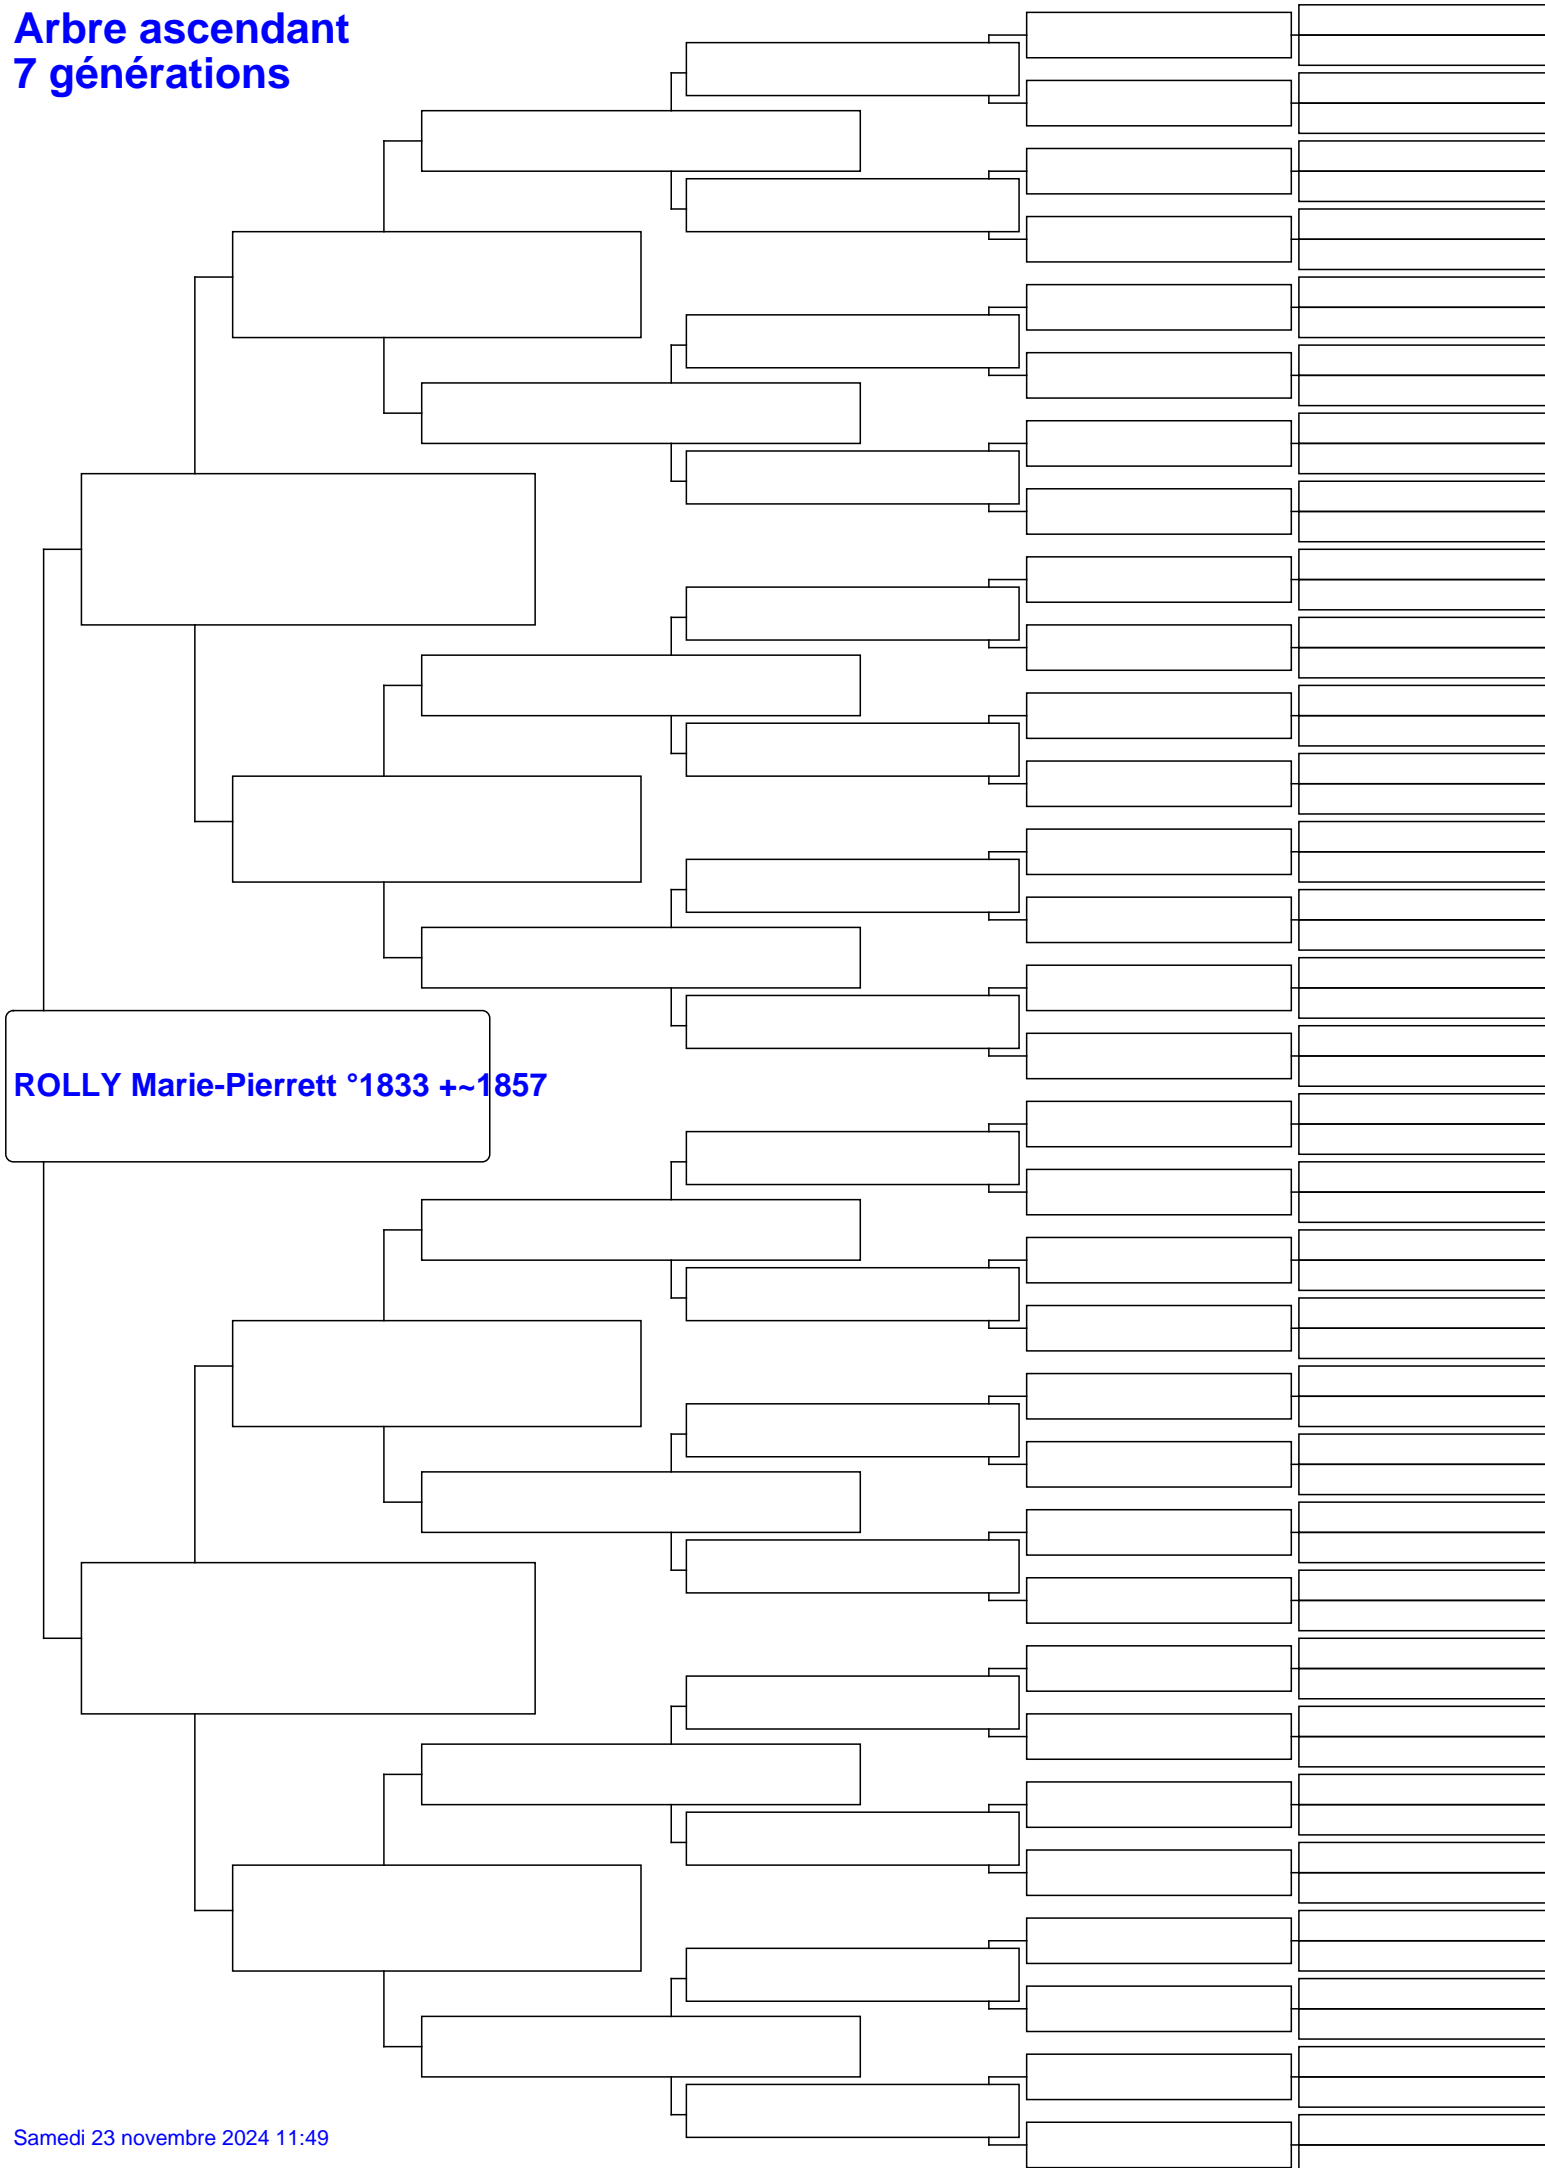 Arbre ascendant
7 générations
ROLLY Marie-Pierrett °1833 +~1857
Samedi 23 novembre 2024 11:49